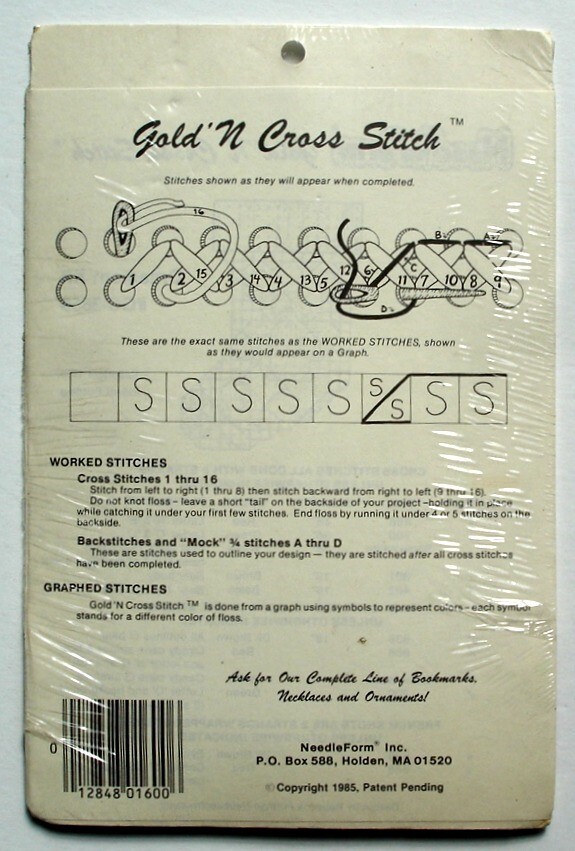 Gold 'N Cross Stitch ™
Stitches shown as they will appear when completed.
16 B A
1 2 15 3 14 4 13 5 12 6 C 11 7 10 8 9
D
These are the exact same stitches as the WORKED STITCHES, shown
as they would appear on a Graph.
S S S S S S S S S
WORKED STITCHES
Cross Stitches 1 thru 16
Stitch from left to right (1 thru 8) then stitch backward from right to left (9 thru 16).
Do not knot floss - leave a short "tail" on the backside of your project -holding it in place
while catching it under your first few stitches. End floss by running it under 4 or 5 stitches on the
backside.
Backstitches and "Mock" ¾ stitches A thru D
These are stitches used to outline your design — they are stitched after all cross stitches
have been completed.
GRAPHED STITCHES
Gold 'N Cross Stitch ™ is done from a graph using symbols to represent colors - each symbol
stands for a different color of floss.
Ask for Our Complete Line of Bookmarks,
Necklaces and Ornaments!
NeedleForm® Inc.
P.O. Box 588, Holden, MA 01520
© Copyright 1985, Patent Pending
0 12848 01600